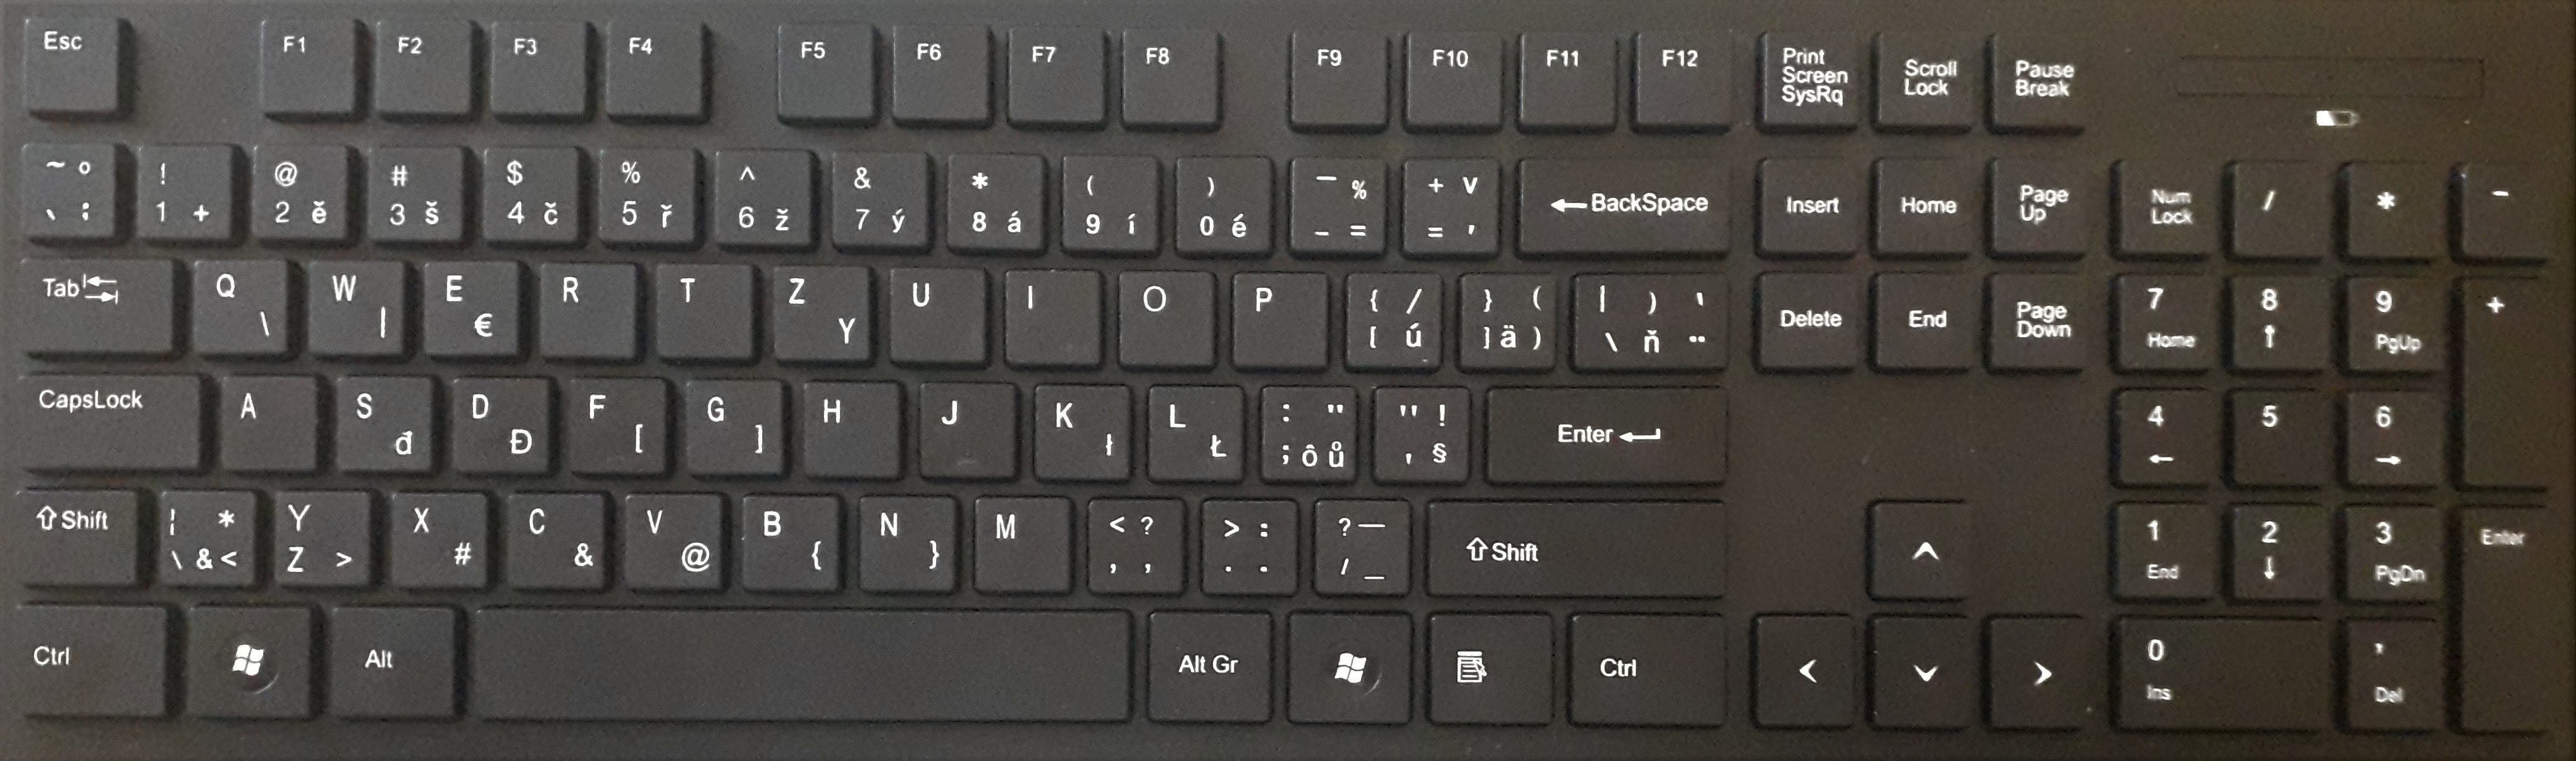 Esc F1 F2 F3 F4 F5 F6 F7 F8 F9 F10 F11 F12 Print Screen SysRq Scroll Lock Pause Break
~ ° ! @ # $ % ^ & * ( ) — % + V ←BackSpace Insert Home Page Up Num Lock / * -
` ; 1 + 2 ě 3 š 4 č 5 ř 6 ž 7 ý 8 á 9 í 0 é - = = '
Tab Q W E R T Z U I O P { / } ( | ) ' Delete End Page Down 7 8 9 +
\ | € Y [ ú ] ä ) \ ň ¨ Home ↑ PgUp
CapsLock A S D F G H J K L : " " ! Enter 4 5 6
đ Đ [ ] ł Ł ; ô ů ' § ← →
⇧Shift ¦ * Y X C V B N M < ? > : ? — ⇧Shift 1 2 3 Enter
\ & < Z > # & @ { } , , . . / _ End ↓ PgDn
Ctrl Alt Alt Gr Ctrl 0 ,
Ins Del